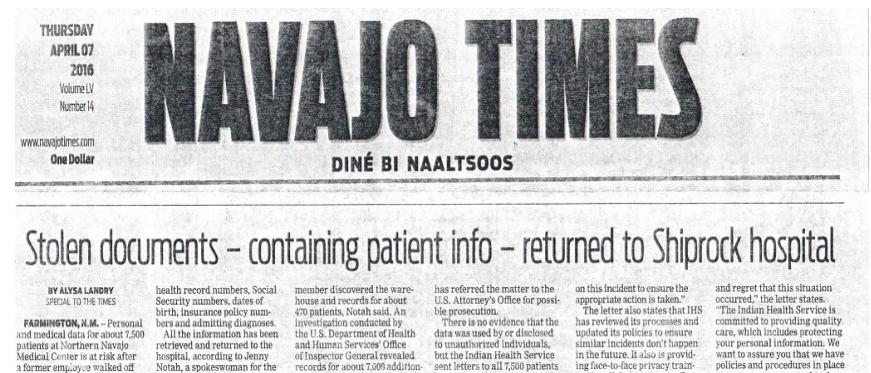 THURSDAY
APRIL 07
2016
Volume LV
Number 14
www.navajotimes.com
One Dollar
NAVAJO TIMES
DINÉ BI NAALTSOOS
Stolen documents – containing patient info – returned to Shiprock hospital
BY ALYSA LANDRY
SPECIAL TO THE TIMES
FARMINGTON, N.M. – Personal
and medical data for about 7,500
patients at Northern Navajo
Medical Center is at risk after
a former employee walked off
health record numbers, Social
Security numbers, dates of
birth, insurance policy num-
bers and admitting diagnoses.
All the information has been
retrieved and returned to the
hospital, according to Jenny
Notah, a spokeswoman for the
member discovered the ware-
house and records for about
470 patients, Notah said. An
investigation conducted by
the U.S. Department of Health
and Human Services' Office
of Inspector General revealed
records for about 7,000 addition-
has referred the matter to the
U.S. Attorney's Office for possi-
ble prosecution.
There is no evidence that the
data was used by or disclosed
to unauthorized individuals,
but the Indian Health Service
sent letters to all 7,500 patients
on this incident to ensure the
appropriate action is taken."
The letter also states that IHS
has reviewed its processes and
updated its policies to ensure
similar incidents don't happen
in the future. It also is provid-
ing face-to-face privacy train-
and regret that this situation
occurred," the letter states.
"The Indian Health Service is
committed to providing quality
care, which includes protecting
your personal information. We
want to assure you that we have
policies and procedures in place